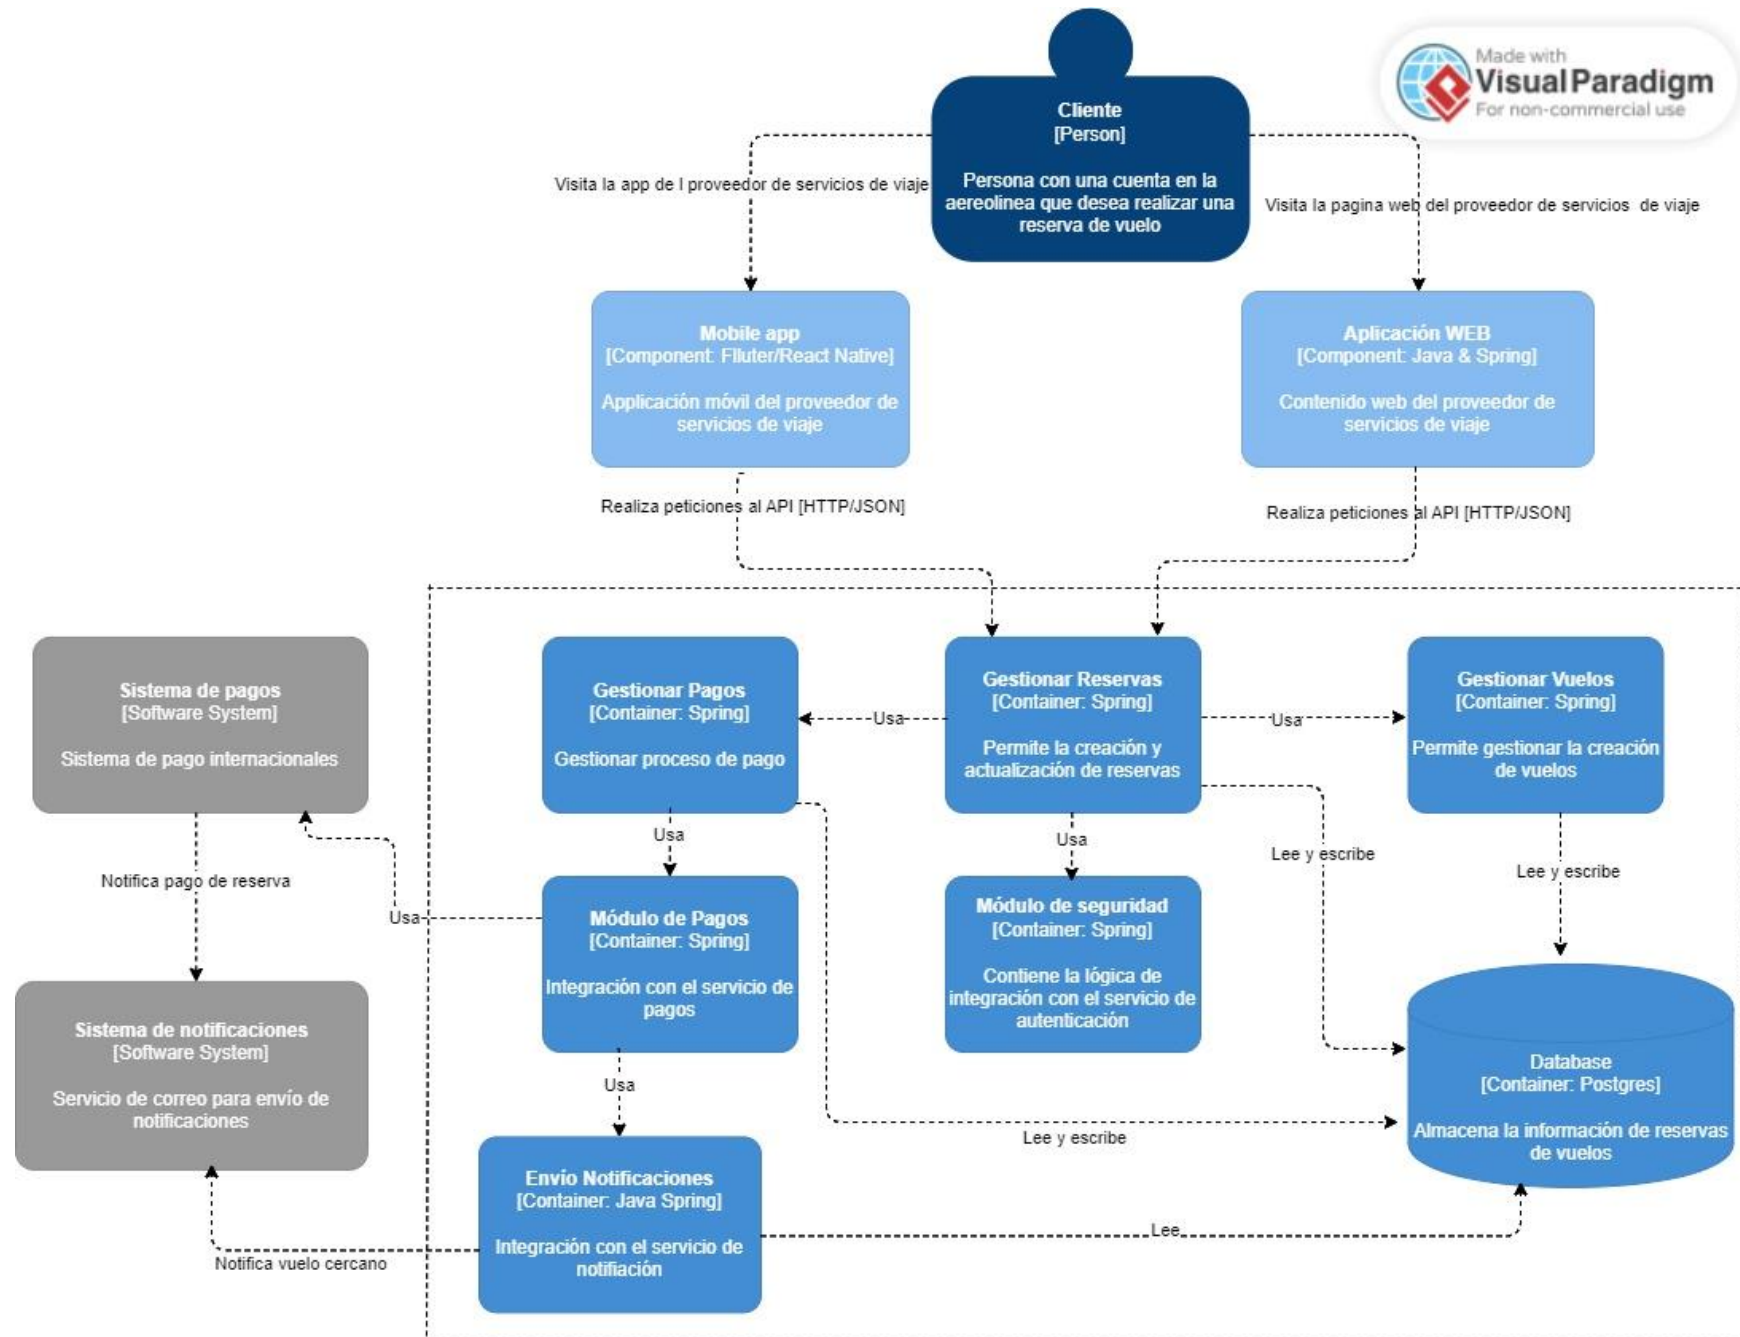 Made with
VisualParadigm
For non-commercial use
Cliente
[Person]
Persona con una cuenta en la
aereolinea que desea realizar una
reserva de vuelo
Visita la app de l proveedor de servicios de viaje
Visita la pagina web del proveedor de servicios de viaje
Mobile app
[Component: Flluter/React Native]
Applicación móvil del proveedor de
servicios de viaje
Aplicación WEB
[Component: Java & Spring]
Contenido web del proveedor de
servicios de viaje
Realiza peticiones al API [HTTP/JSON]
Realiza peticiones al API [HTTP/JSON]
Sistema de pagos
[Software System]
Sistema de pago internacionales
Gestionar Pagos
[Container: Spring]
Gestionar proceso de pago
Usa
Gestionar Reservas
[Container: Spring]
Permite la creación y
actualización de reservas
Usa
Gestionar Vuelos
[Container: Spring]
Permite gestionar la creación
de vuelos
Notifica pago de reserva
Usa
Usa
Usa
Lee y escribe
Lee y escribe
Módulo de Pagos
[Container: Spring]
Integración con el servicio de
pagos
Módulo de seguridad
[Container: Spring]
Contiene la lógica de
integración con el servicio de
autenticación
Sistema de notificaciones
[Software System]
Servicio de correo para envío de
notificaciones
Usa
Database
[Container: Postgres]
Almacena la información de reservas
de vuelos
Lee y escribe
Envío Notificaciones
[Container: Java Spring]
Integración con el servicio de
notifiación
Notifica vuelo cercano
Lee